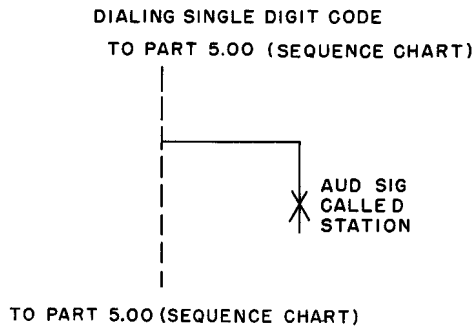 DIALING SINGLE DIGIT CODE
TO PART 5.00 (SEQUENCE CHART)
AUD SIG
CALLED
STATION
TO PART 5.00 (SEQUENCE CHART)